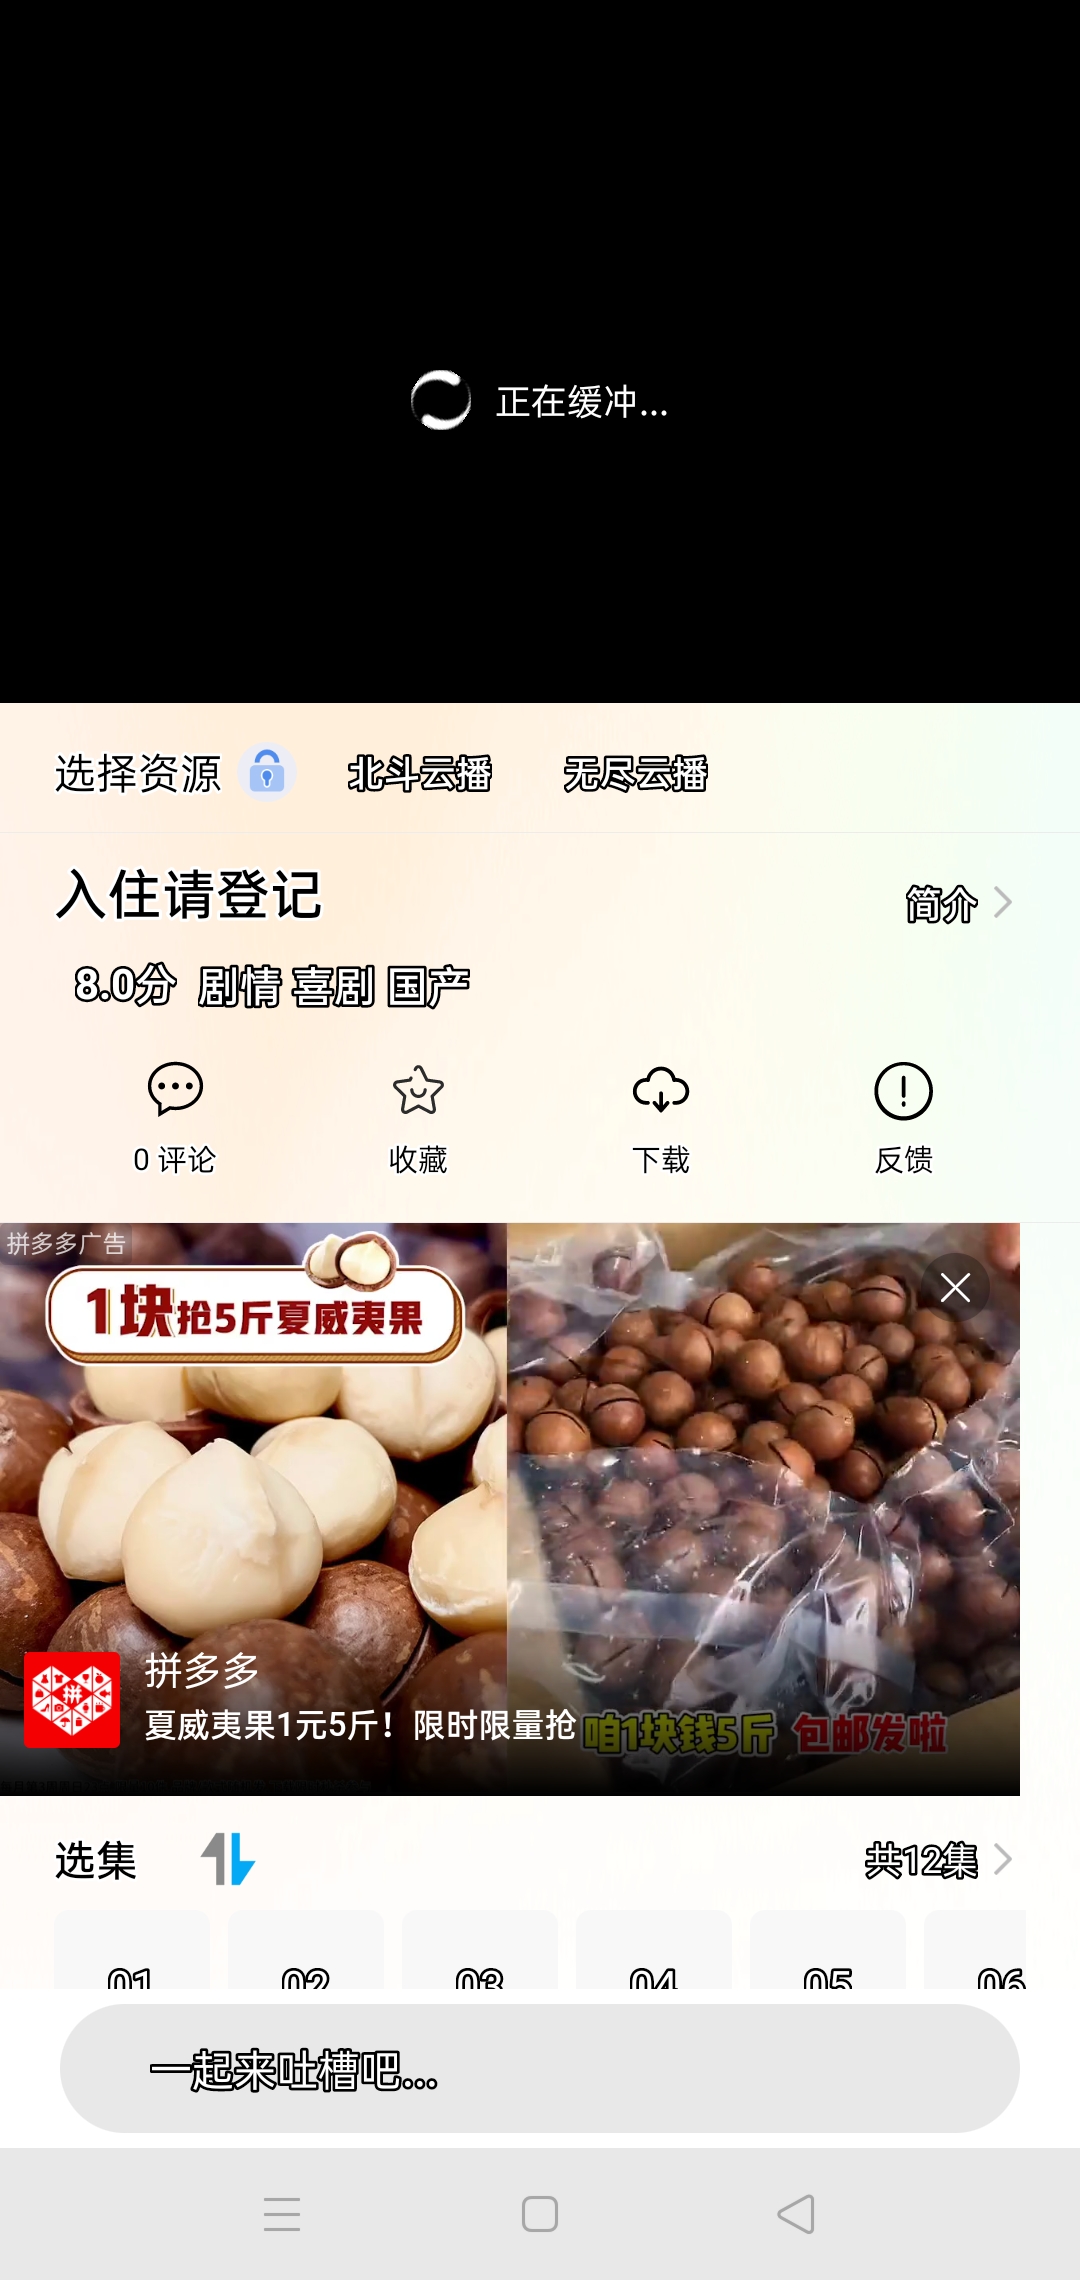 正在缓冲...
选择资源 北斗云播 无尽云播
入住请登记
简介
8.0分 剧情 喜剧 国产
0 评论 收藏 下载 反馈
拼多多广告
1块抢5斤夏威夷果
拼
拼多多
夏威夷果1元5斤！限时限量抢
咱1块钱5斤 包邮发啦
选集
共12集
01 02 03 04 05 06
一起来吐槽吧...